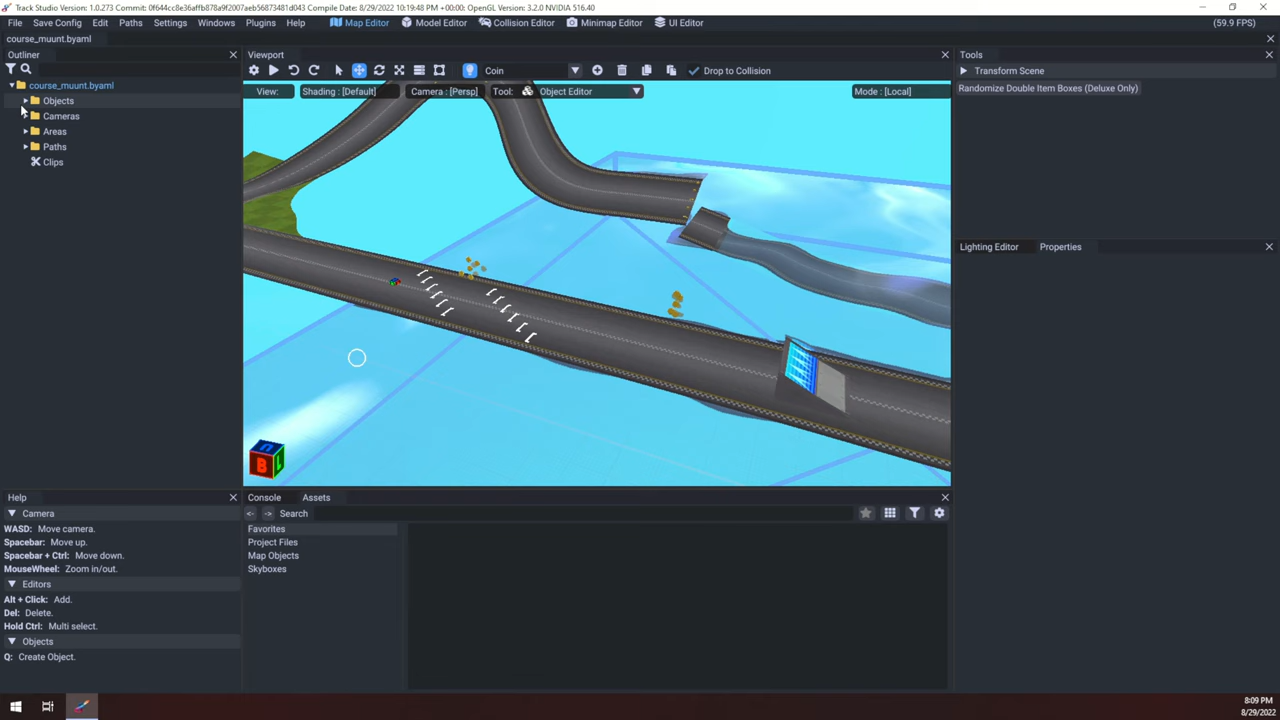 Track Studio Version: 1.0.273 Commit: 0f644cc8e36affb878a9f2007aeb56873481d043 Compile Date: 8/29/2022 10:19:48 PM +00:00: OpenGL Version: 3.2.0 NVIDIA 516.40
File Save Config Edit Paths Settings Windows Plugins Help Map Editor Model Editor Collision Editor Minimap Editor UI Editor (59.9 FPS)
course_muunt.byaml
Outliner
course_muunt.byaml
Objects
Cameras
Areas
Paths
Clips
Viewport
Coin
Drop to Collision
View: Shading : [Default] Camera : [Persp] Tool: Object Editor Mode : [Local]
B
L
Tools
Transform Scene
Randomize Double Item Boxes (Deluxe Only)
Lighting Editor Properties
Help
Camera
WASD: Move camera.
Spacebar: Move up.
Spacebar + Ctrl: Move down.
MouseWheel: Zoom in/out.
Editors
Alt + Click: Add.
Del: Delete.
Hold Ctrl: Multi select.
Objects
Q: Create Object.
Console Assets
<- -> Search
Favorites
Project Files
Map Objects
Skyboxes
8:09 PM
8/29/2022